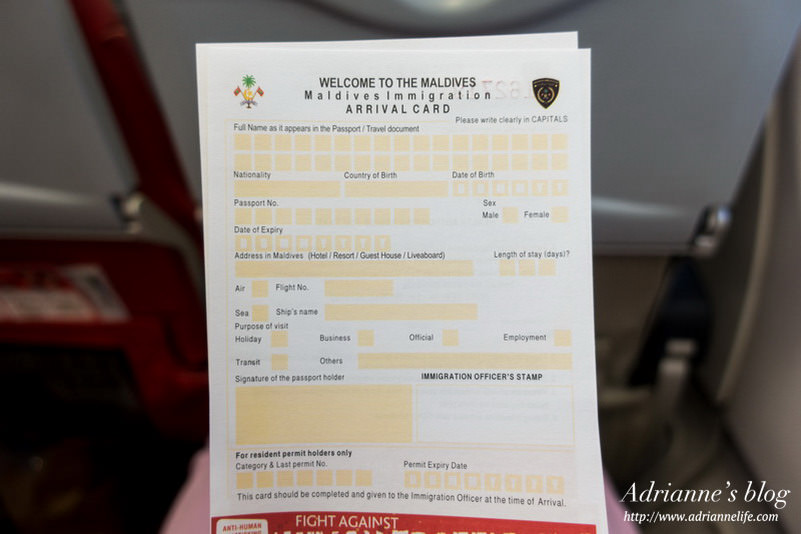 WELCOME TO THE MALDIVES
Maldives Immigration
ARRIVAL CARD
Please write clearly in CAPITALS
Full Name as it appears in the Passport / Travel document
Nationality Country of Birth Date of Birth
D D M M Y Y
Passport No. Sex
Male Female
Date of Expiry
D D M M Y Y Y Y
Address in Maldives (Hotel / Resort / Guest House / Liveaboard) Length of stay (days)?
Air Flight No.
Sea Ship's name
Purpose of visit
Holiday Business Official Employment
Transit Others
Signature of the passport holder IMMIGRATION OFFICER'S STAMP
For resident permit holders only
Category & Last permit No. Permit Expiry Date
D D M M Y Y Y Y
This card should be completed and given to the Immigration Officer at the time of Arrival.
ANTI-HUMAN
FIGHT AGAINST
Adrianne's blog
http://www.adriannelife.com/